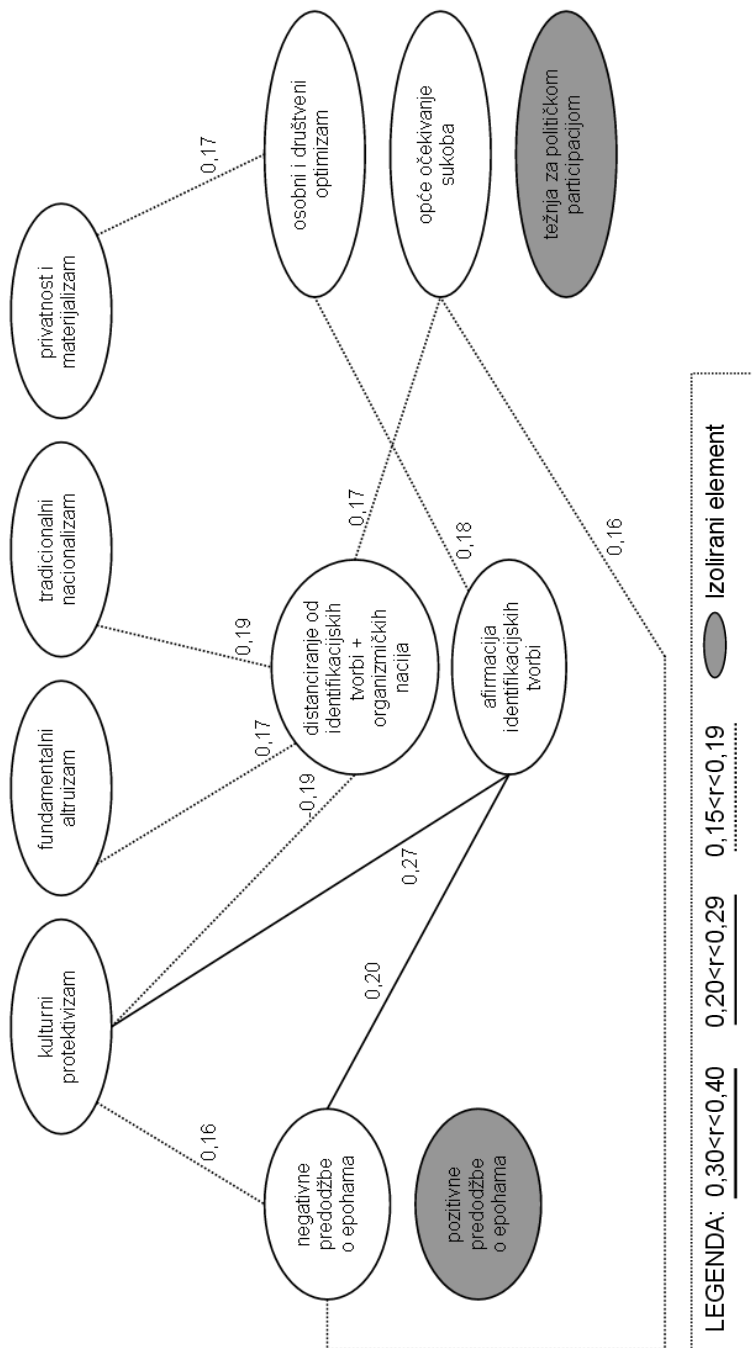 kulturni
protektivizam
fundamentalni
altruizam
tradicionalni
nacionalizam
privatnost i
materijalizam
0,16
0,27
-0,19
0,17
0,19
0,17
negativne
predodžbe
o epohama
0,20
distanciranje od
identifikacijskih
tvorbi +
organizmičkih
nacija
0,17
osobni i društveni
optimizam
pozitivne
predodžbe
o epohama
afirmacija
identifikacijskih
tvorbi
0,18
opće očekivanje
sukoba
0,16
težnja za političkom
participacijom
LEGENDA: 0,30<r<0,40 0,20<r<0,29 0,15<r<0,19 Izolirani element